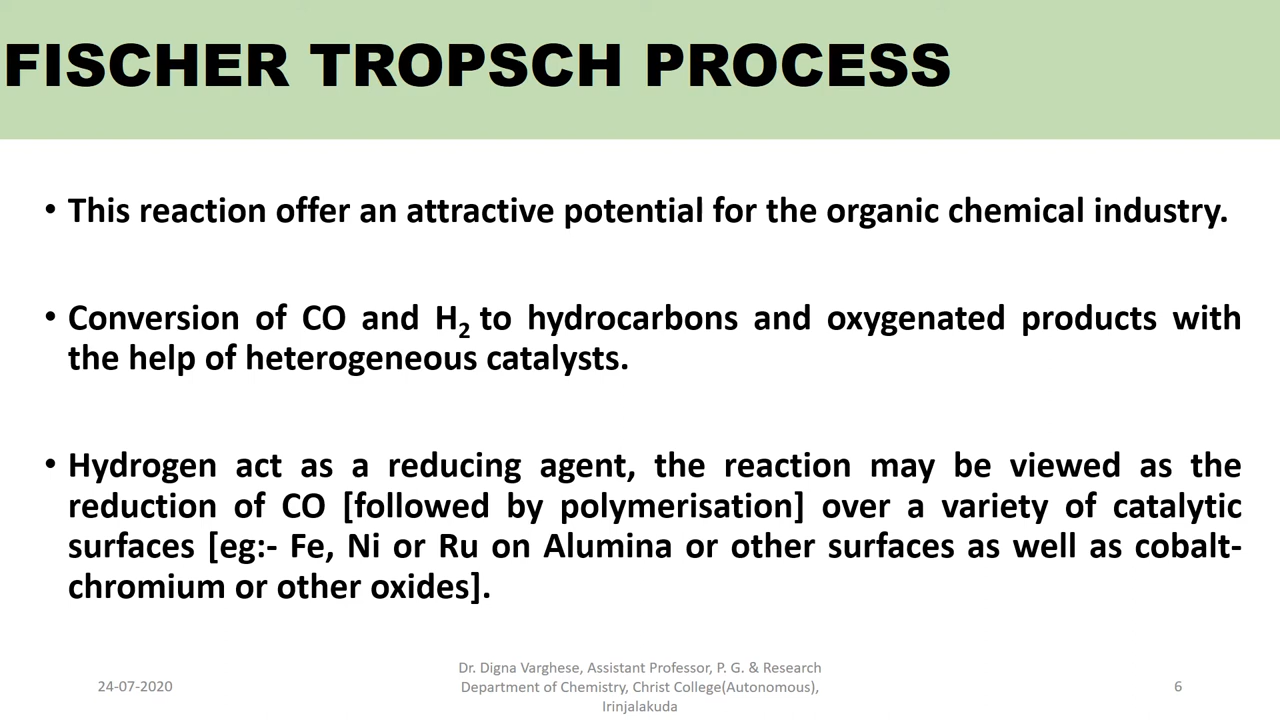 FISCHER TROPSCH PROCESS
• This reaction offer an attractive potential for the organic chemical industry.
• Conversion of CO and H₂ to hydrocarbons and oxygenated products with
the help of heterogeneous catalysts.
• Hydrogen act as a reducing agent, the reaction may be viewed as the
reduction of CO [followed by polymerisation] over a variety of catalytic
surfaces [eg:- Fe, Ni or Ru on Alumina or other surfaces as well as cobalt-
chromium or other oxides].
24-07-2020
Dr. Digna Varghese, Assistant Professor, P. G. & Research
Department of Chemistry, Christ College(Autonomous),
Irinjalakuda
6